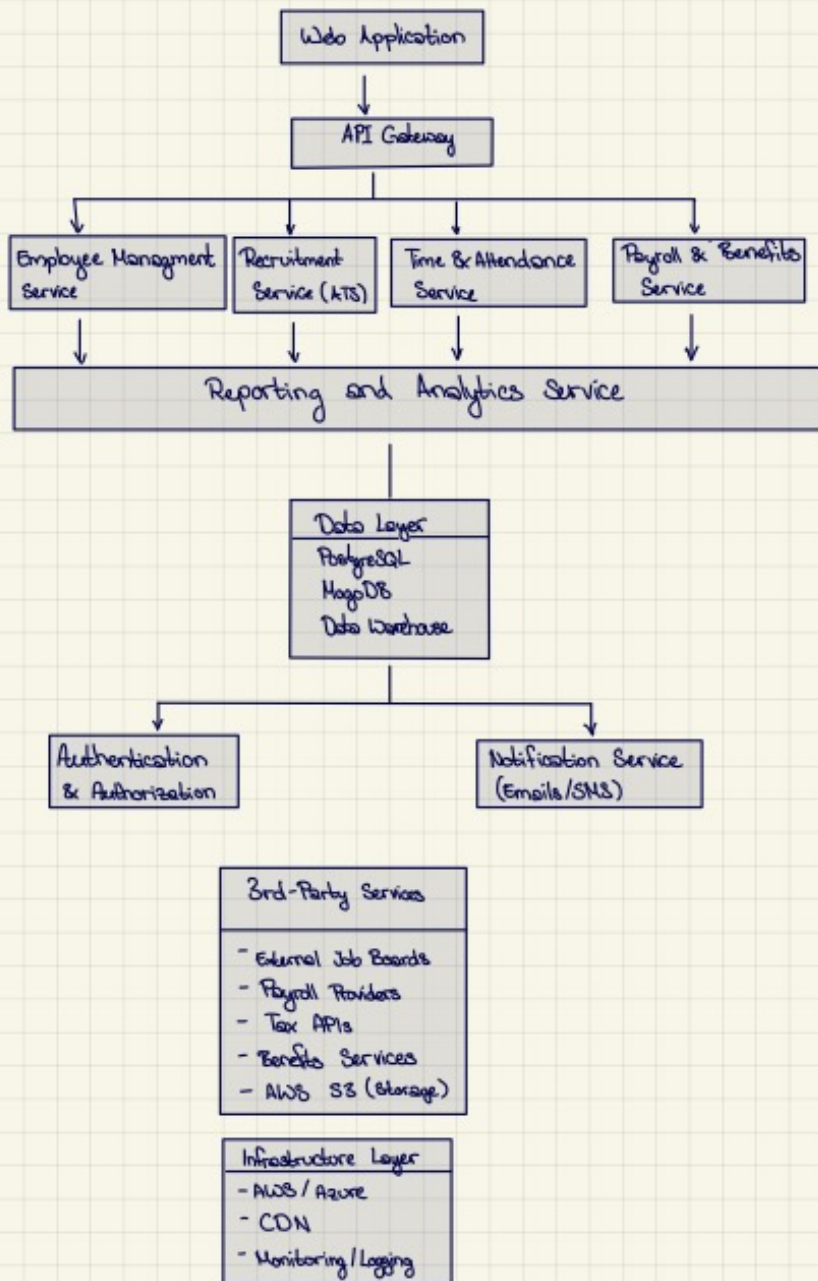 Web Application
API Gateway
Employee Managment
Service
Recruitment
Service (ATS)
Time & Attendance
Service
Payroll & Benefits
Service
Reporting and Analytics Service
Data Layer
PostgreSQL
MogoDB
Data Warehouse
Authentication
& Authorization
Notification Service
(Emails/SMS)
3rd-Party Services
- External Job Boards
- Payroll Providers
- Tax APIs
- Benefits Services
- AWS S3 (Storage)
Infrastructure Layer
- AWS / Azure
- CDN
- Monitoring/Logging